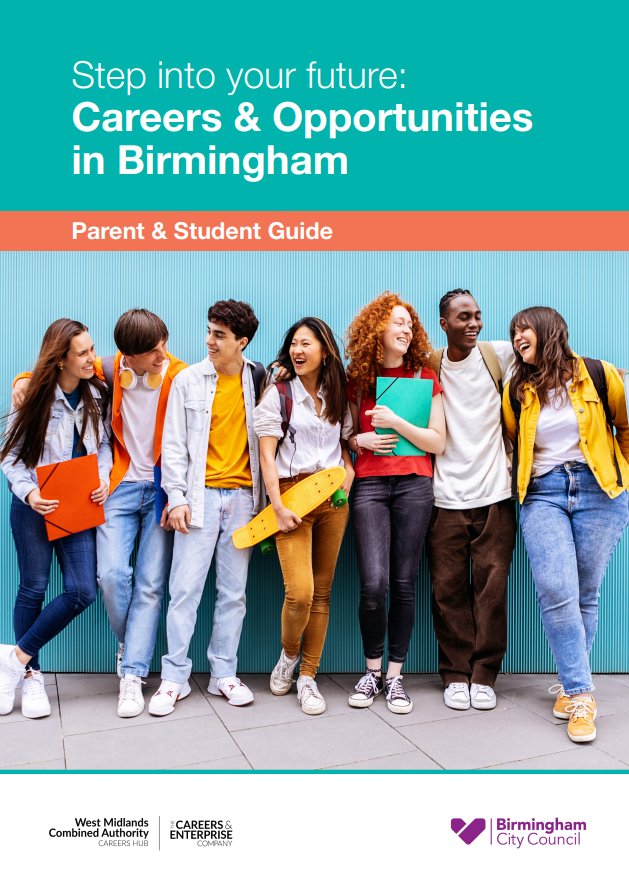 Step into your future:
Careers & Opportunities
in Birmingham
Parent & Student Guide
West Midlands
Combined Authority
CAREERS HUB
THE CAREERS &
ENTERPRISE
COMPANY
Birmingham
City Council